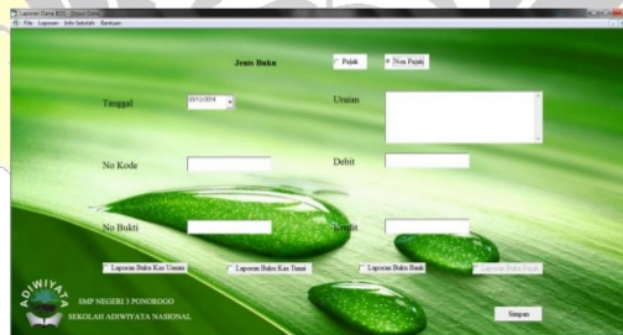 Laporan Dana BOS - [Input Data]
File Laporan Info Sekolah Bantuan
Jenis Buku Pajak Non Pajak
Tanggal 03/12/2014 Uraian
No Kode Debit
No Bukti Kredit
Laporan Buku Kas Umum Laporan Buku Kas Tunai Laporan Buku Bank Laporan Buku Pajak
ADIWIYATA
SMP NEGERI 3 PONOROGO
SEKOLAH ADIWIYATA NASIONAL
Simpan